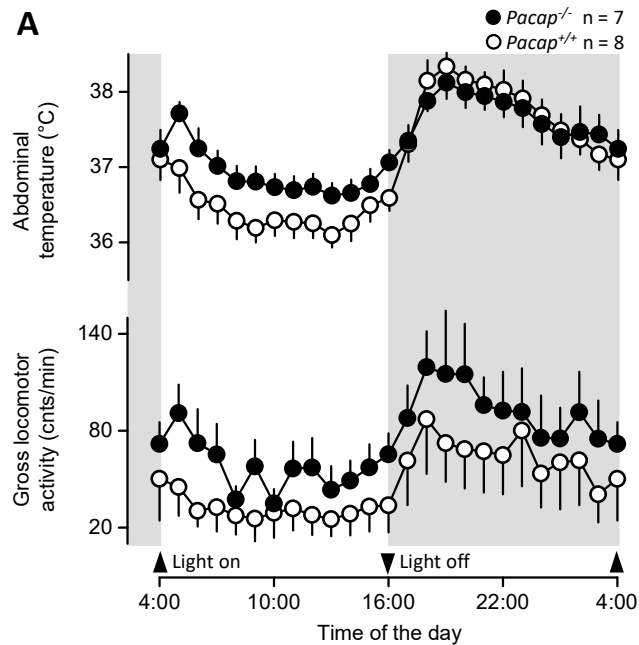 A
Pacap-/- n = 7
Pacap+/+ n = 8
Abdominal
temperature (°C)
38
37
36
Gross locomotor
activity (cnts/min)
140
80
20
Light on
Light off
4:00
10:00
16:00
22:00
4:00
Time of the day